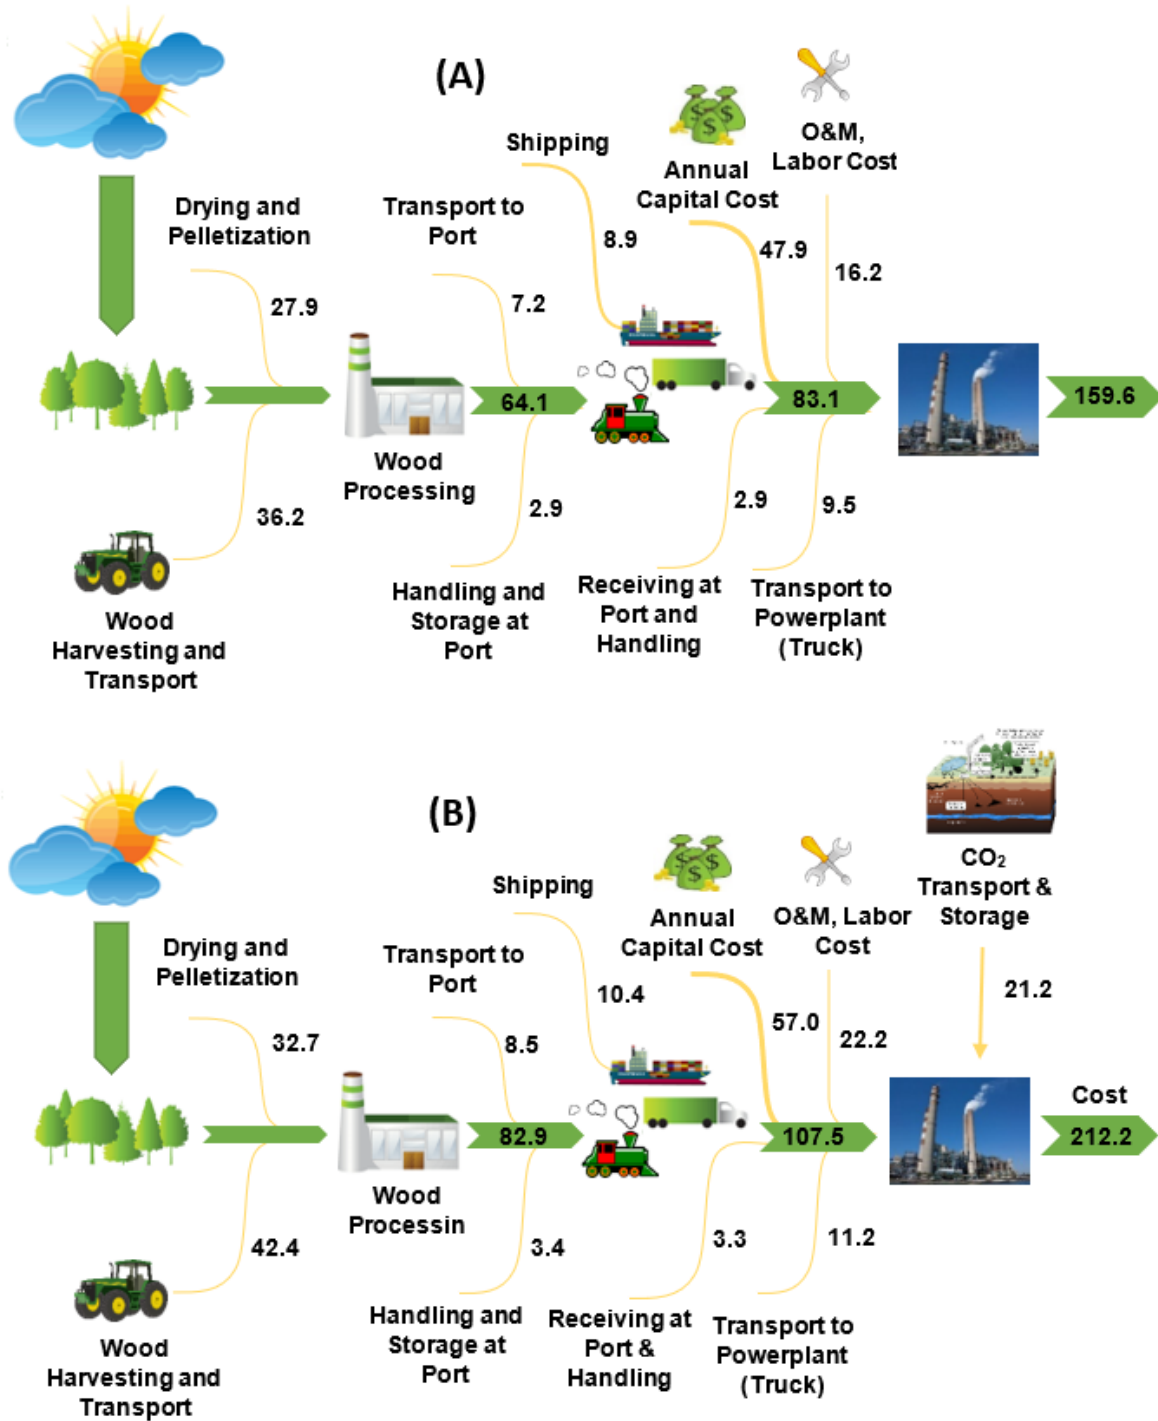 (A)
Shipping
Annual
Capital Cost
O&M,
Labor Cost
Drying and
Pelletization
Transport to
Port
8.9
47.9
16.2
27.9
7.2
64.1
83.1
159.6
Wood
Processing
36.2
2.9
2.9
9.5
Wood
Harvesting and
Transport
Handling and
Storage at
Port
Receiving at
Port and
Handling
Transport to
Powerplant
(Truck)
(B)
Shipping
Annual
Capital Cost
O&M, Labor
Cost
CO₂
Transport &
Storage
Drying and
Pelletization
Transport to
Port
10.4
57.0
22.2
21.2
32.7
8.5
82.9
107.5
Cost
212.2
Wood
Processin
42.4
3.4
3.3
11.2
Wood
Harvesting and
Transport
Handling and
Storage at
Port
Receiving at
Port &
Handling
Transport to
Powerplant
(Truck)